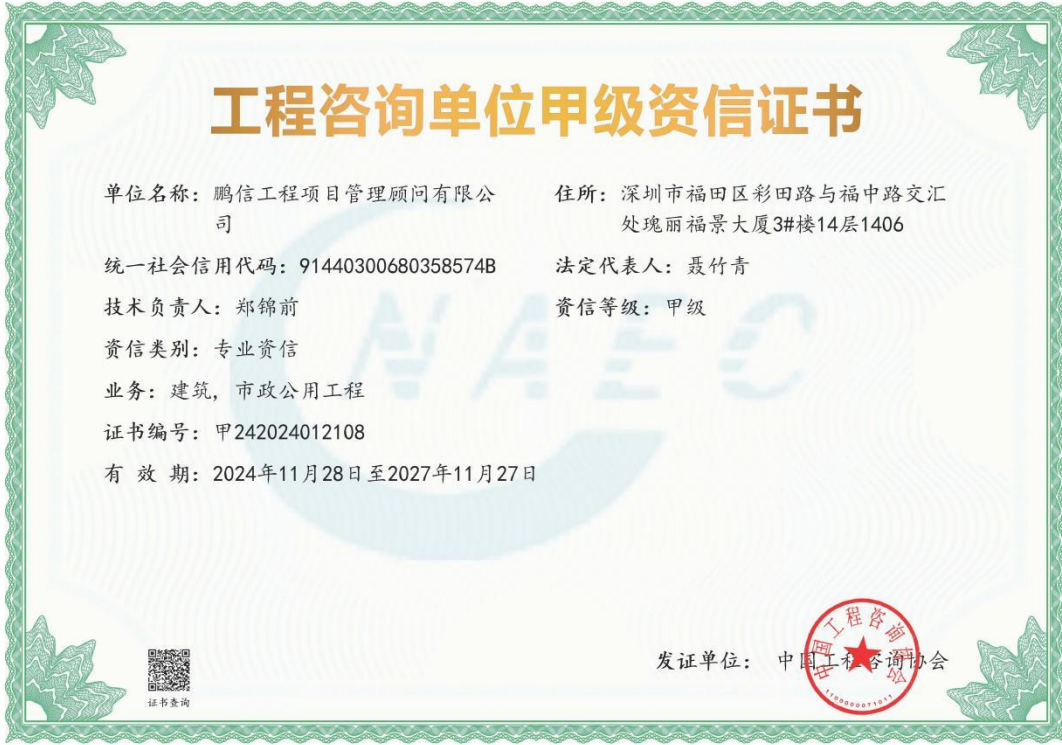 工程咨询单位甲级资信证书
单位名称：鹏信工程项目管理顾问有限公
司
住所：深圳市福田区彩田路与福中路交汇
处瑰丽福景大厦3#楼14层1406
统一社会信用代码：91440300680358574B
法定代表人：聂竹青
技术负责人：郑锦前
资信等级：甲级
资信类别：专业资信
业务：建筑，市政公用工程
证书编号：甲242024012108
有 效 期：2024年11月28日至2027年11月27日
CNAEC
证书查询
发证单位： 中国工程咨询协会
中国工程咨询协会
1100000071011